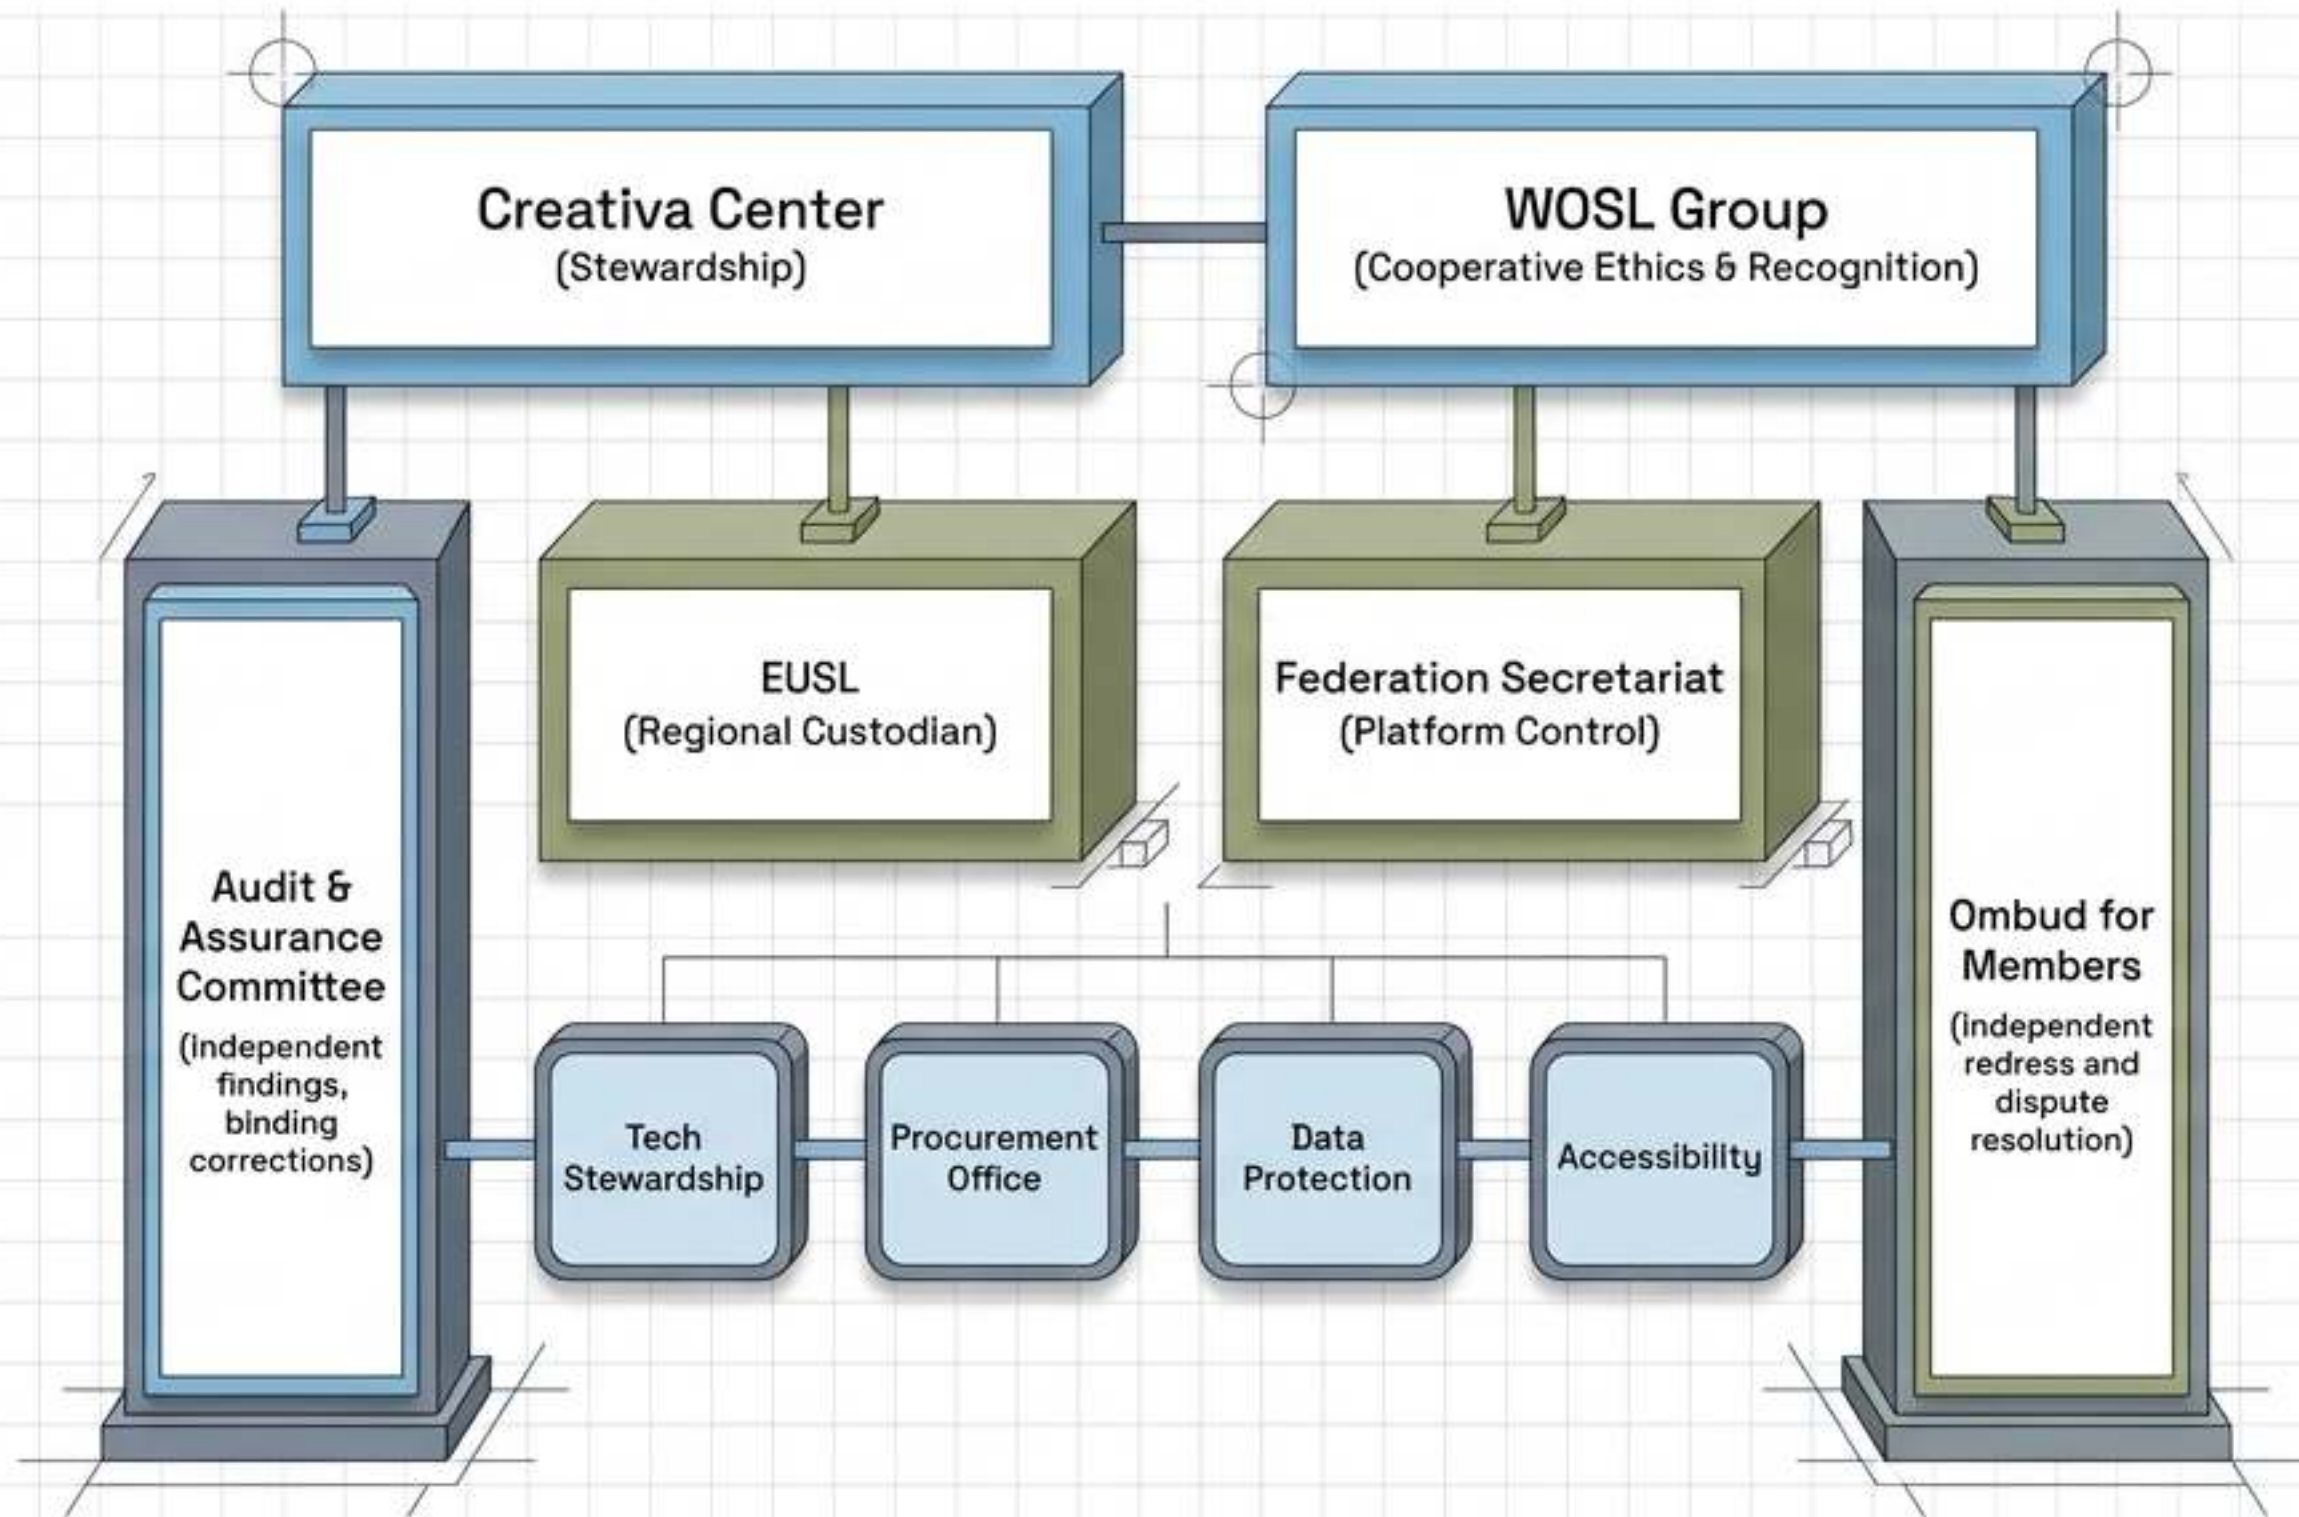 Creativa Center
(Stewardship)
WOSL Group
(Cooperative Ethics & Recognition)
EUSL
(Regional Custodian)
Federation Secretariat
(Platform Control)
Audit &
Assurance
Committee
(independent
findings,
binding
corrections)
Ombud for
Members
(independent
redress and
dispute
resolution)
Tech
Stewardship
Procurement
Office
Data
Protection
Accessibility